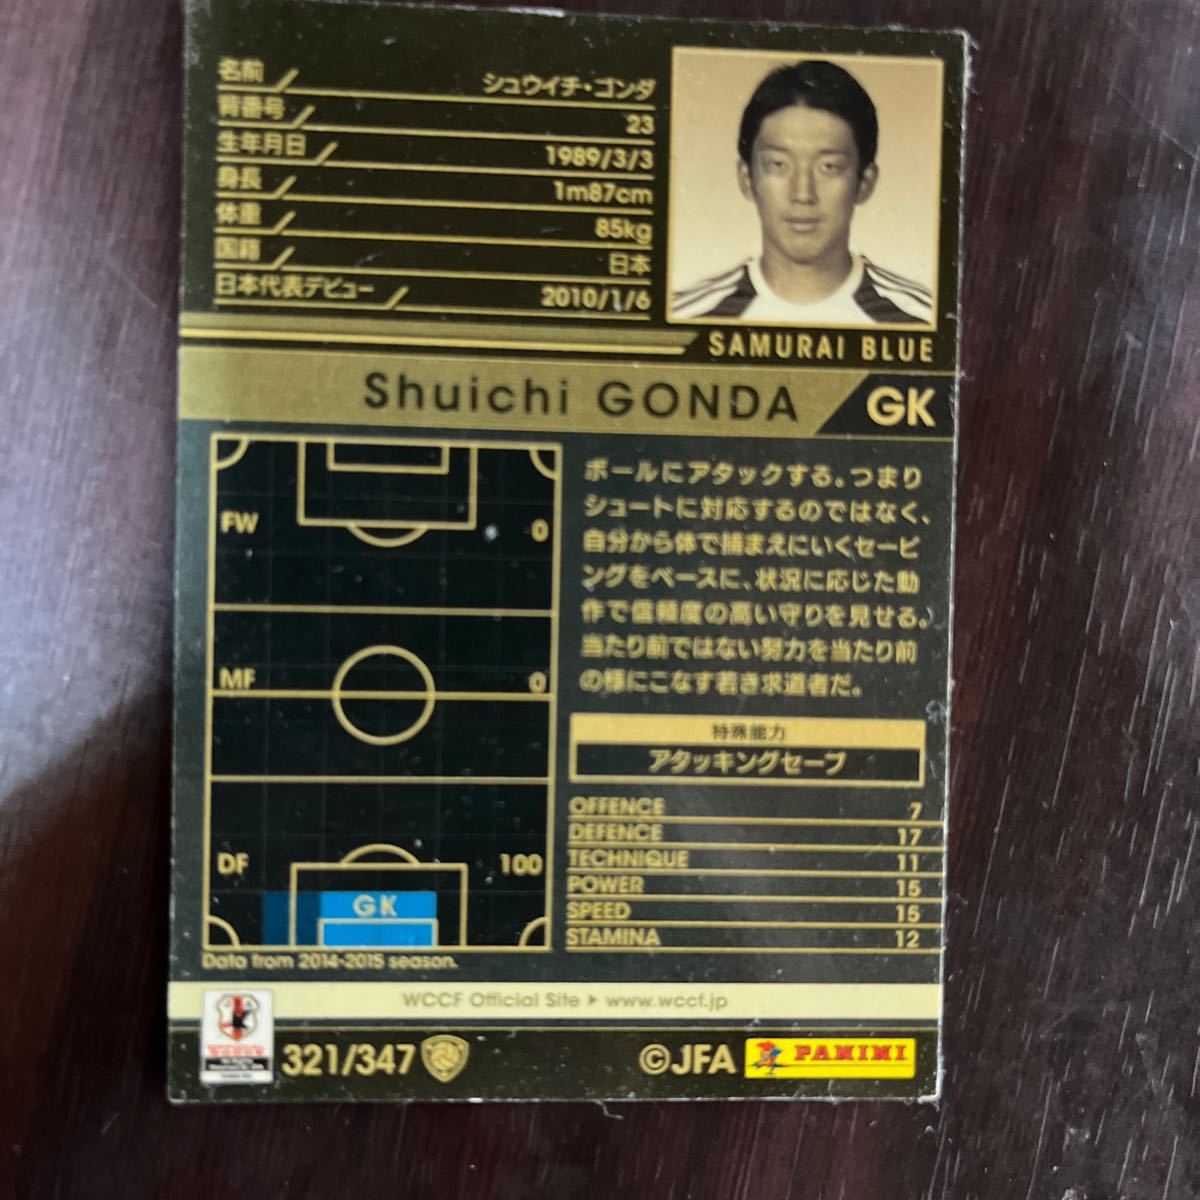 名前 シュウイチ・ゴンダ
背番号 23
生年月日 1989/3/3
身長 1m87cm
体重 85kg
国籍 日本
日本代表デビュー 2010/1/6
SAMURAI BLUE
Shuichi GONDA GK
FW 0
MF 0
DF 100
GK
Data from 2014-2015 season.
ボールにアタックする。つまり
シュートに対応するのではなく、
自分から体で捕まえにいくセービ
ングをベースに、状況に応じた動
作で信頼度の高い守りを見せる。
当たり前ではない努力を当たり前
の様にこなす若き求道者だ。
特殊能力
アタッキングセーブ
OFFENCE 7
DEFENCE 17
TECHNIQUE 11
POWER 15
SPEED 15
STAMINA 12
WCCF Official Site ▶ www.wccf.jp
321/347
©JFA PANINI